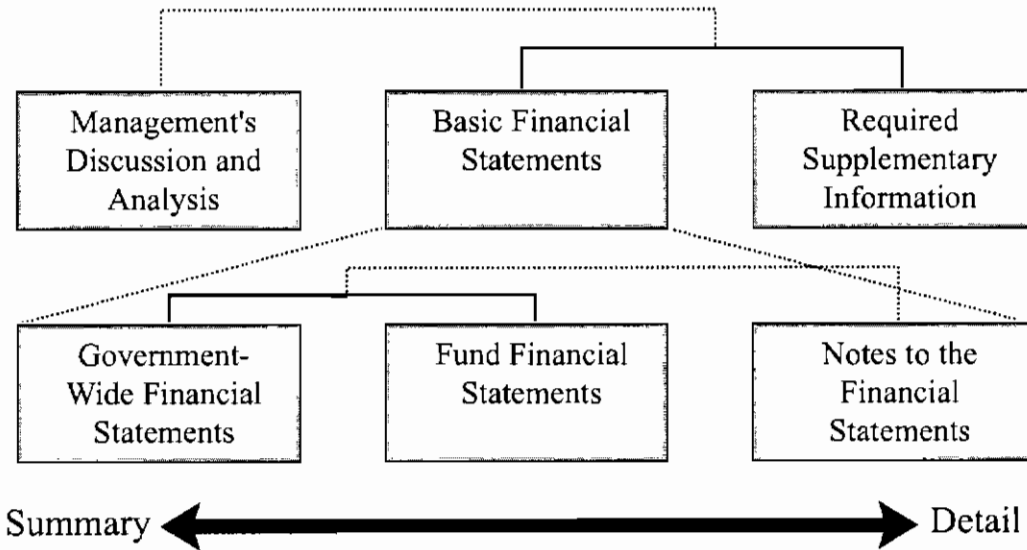 Management's
Discussion and
Analysis
Basic Financial
Statements
Required
Supplementary
Information
Government-
Wide Financial
Statements
Fund Financial
Statements
Notes to the
Financial
Statements
Summary
Detail